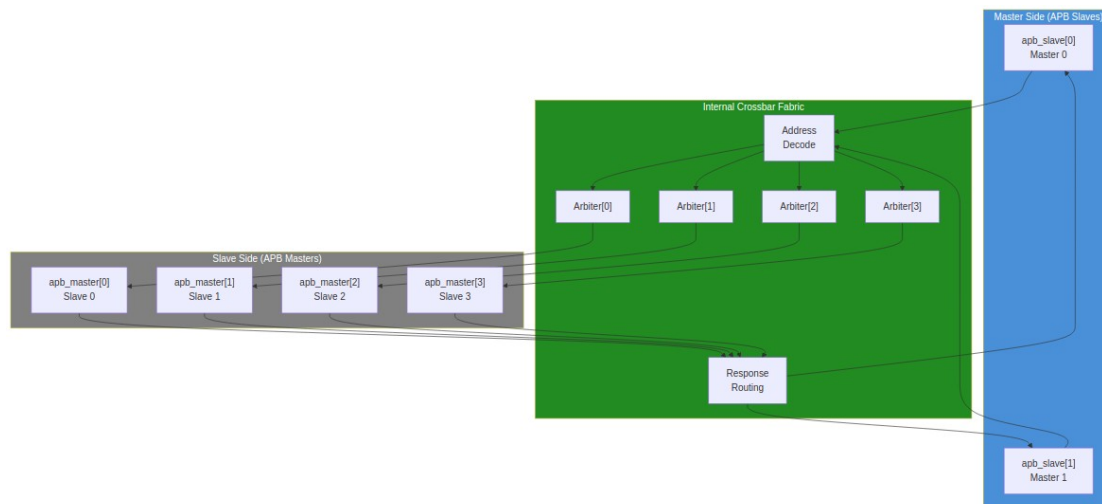 Master Side (APB Slaves)
apb_slave[0]
Master 0
Internal Crossbar Fabric
Address
Decode
Arbiter[0]
Arbiter[1]
Arbiter[2]
Arbiter[3]
Slave Side (APB Masters)
apb_master[0]
Slave 0
apb_master[1]
Slave 1
apb_master[2]
Slave 2
apb_master[3]
Slave 3
Response
Routing
apb_slave[1]
Master 1